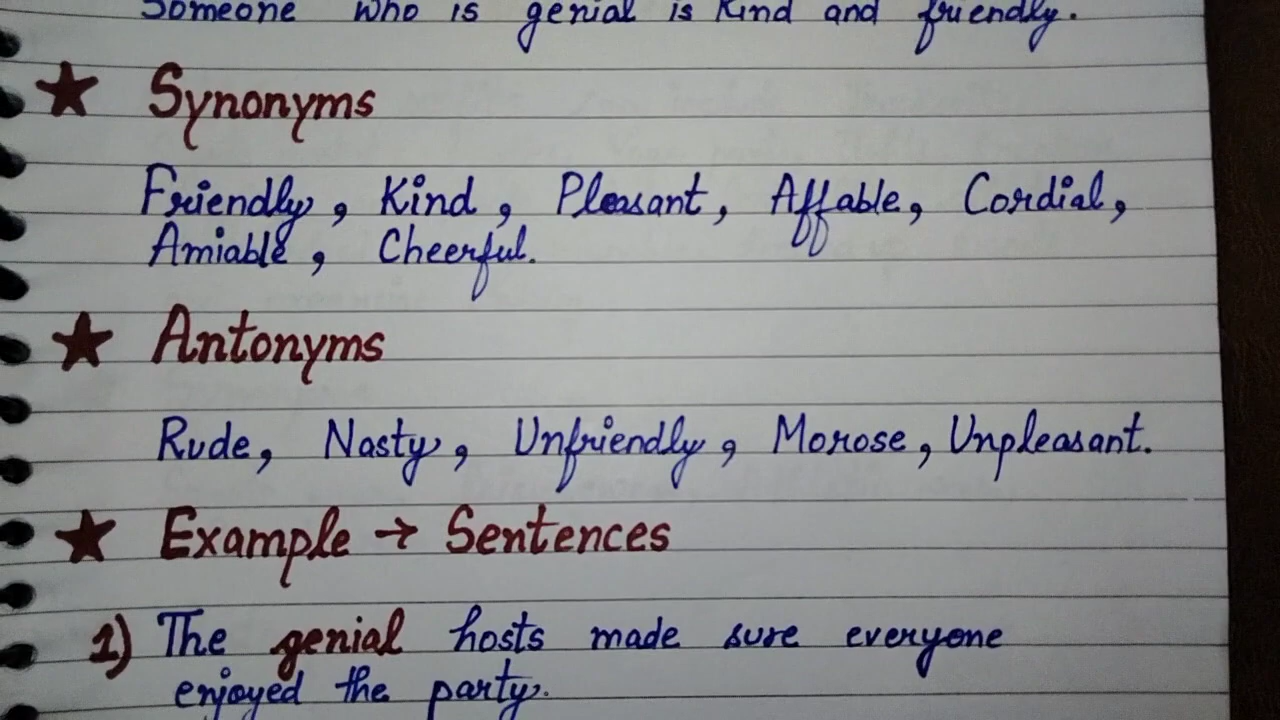 Someone who is genial is kind and friendly.
★ Synonyms
Friendly, Kind, Pleasant, Affable, Cordial,
Amiable, Cheerful.
★ Antonyms
Rude, Nasty, Unfriendly, Morose, Unpleasant.
★ Example → Sentences
1) The genial hosts made sure everyone
enjoyed the party.